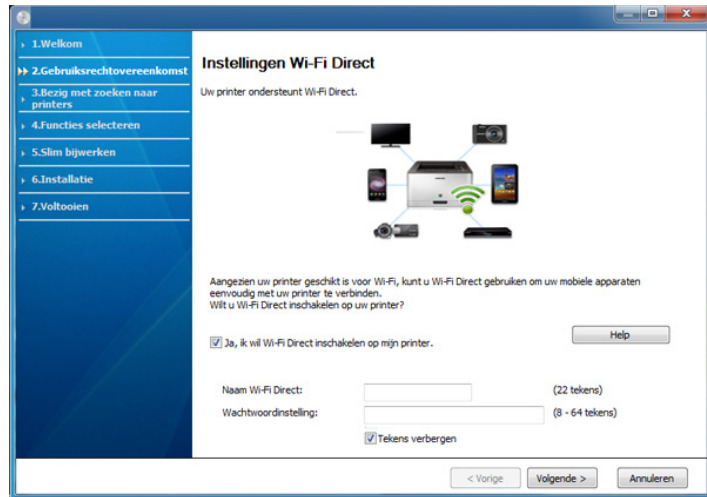 1.Welkom
2.Gebruiksrechtovereenkomst
3.Bezig met zoeken naar
printers
4.Functies selecteren
5.Slim bijwerken
6.Installatie
7.Voltooien
Instellingen Wi-Fi Direct
Uw printer ondersteunt Wi-Fi Direct.
Aangezien uw printer geschikt is voor Wi-Fi, kunt u Wi-Fi Direct gebruiken om uw mobiele apparaten
eenvoudig met uw printer te verbinden.
Wilt u Wi-Fi Direct inschakelen op uw printer?
Ja, ik wil Wi-Fi Direct inschakelen op mijn printer.
Help
Naam Wi-Fi Direct: (22 tekens)
Wachtwoordinstelling: (8 - 64 tekens)
Tekens verbergen
< Vorige Volgende > Annuleren